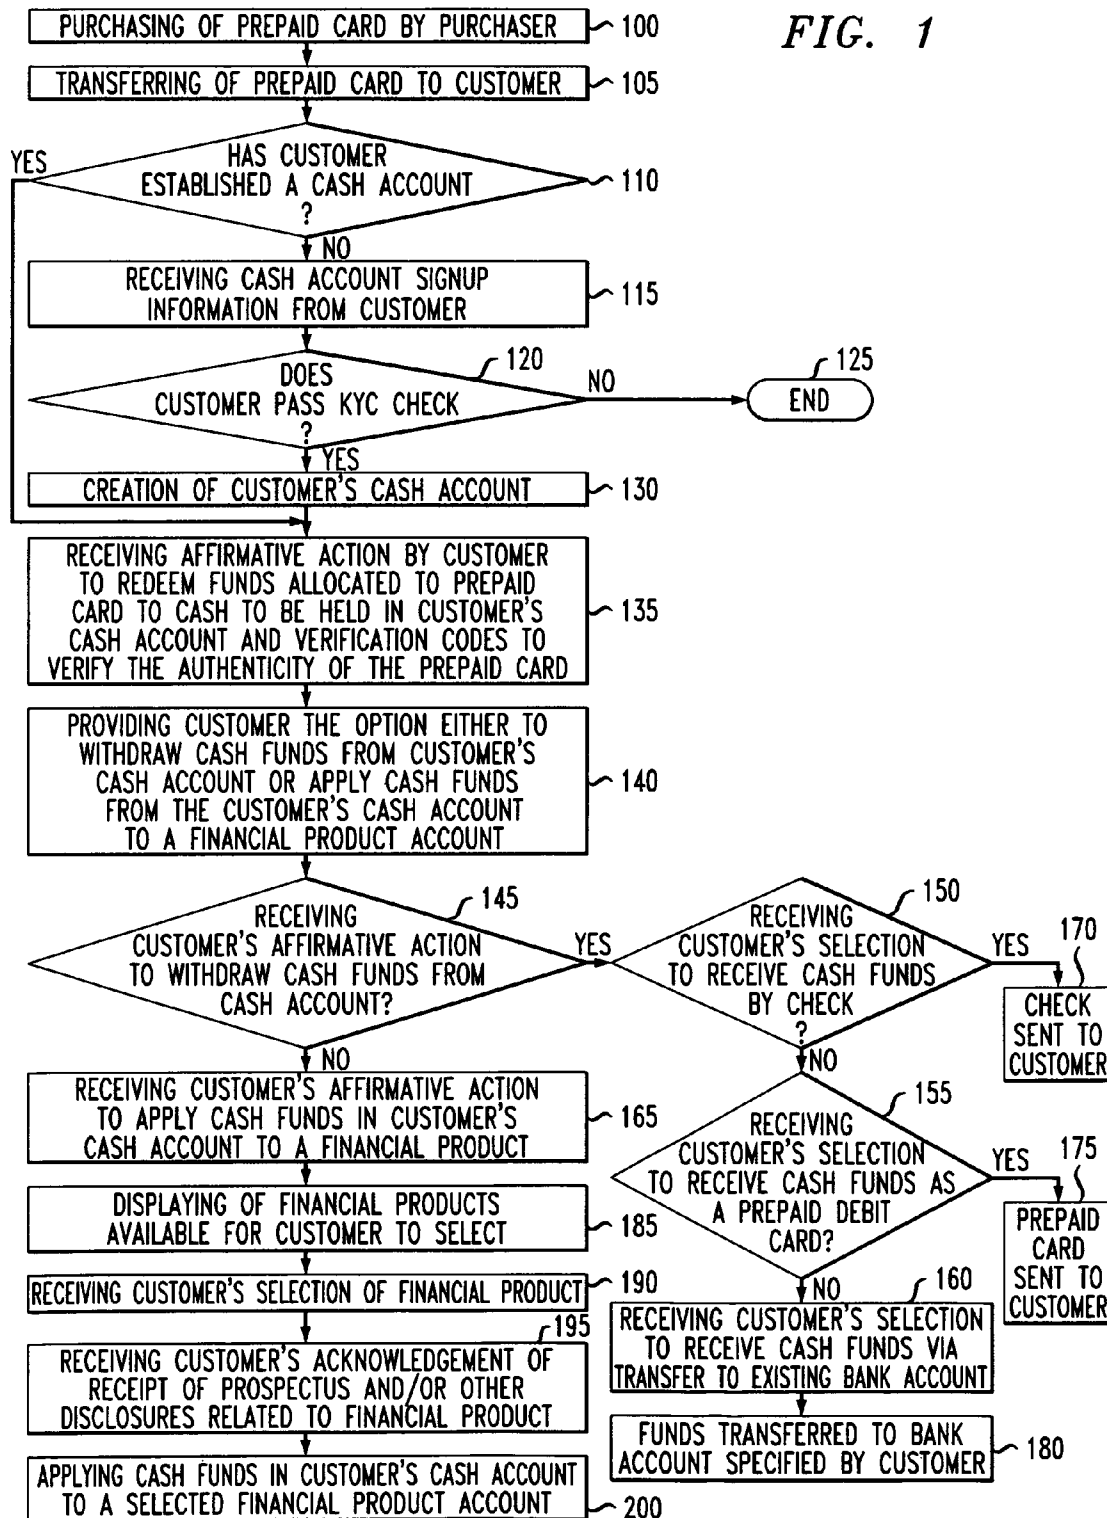 FIG. 1
PURCHASING OF PREPAID CARD BY PURCHASER
100
TRANSFERRING OF PREPAID CARD TO CUSTOMER
105
YES
HAS CUSTOMER
ESTABLISHED A CASH ACCOUNT
?
110
NO
RECEIVING CASH ACCOUNT SIGNUP
INFORMATION FROM CUSTOMER
115
120
DOES
CUSTOMER PASS KYC CHECK
?
NO
125
END
YES
CREATION OF CUSTOMER'S CASH ACCOUNT
130
RECEIVING AFFIRMATIVE ACTION BY CUSTOMER
TO REDEEM FUNDS ALLOCATED TO PREPAID
CARD TO CASH TO BE HELD IN CUSTOMER'S
CASH ACCOUNT AND VERIFICATION CODES TO
VERIFY THE AUTHENTICITY OF THE PREPAID CARD
135
PROVIDING CUSTOMER THE OPTION EITHER TO
WITHDRAW CASH FUNDS FROM CUSTOMER'S
CASH ACCOUNT OR APPLY CASH FUNDS
FROM THE CUSTOMER'S CASH ACCOUNT
TO A FINANCIAL PRODUCT ACCOUNT
140
145
RECEIVING
CUSTOMER'S AFFIRMATIVE ACTION
TO WITHDRAW CASH FUNDS FROM
CASH ACCOUNT?
YES
150
RECEIVING
CUSTOMER'S SELECTION
TO RECEIVE CASH FUNDS
BY CHECK
?
YES
170
CHECK
SENT TO
CUSTOMER
NO
NO
RECEIVING CUSTOMER'S AFFIRMATIVE ACTION
TO APPLY CASH FUNDS IN CUSTOMER'S
CASH ACCOUNT TO A FINANCIAL PRODUCT
165
155
RECEIVING
CUSTOMER'S SELECTION
TO RECEIVE CASH FUNDS AS
A PREPAID DEBIT
CARD?
YES
175
PREPAID
CARD
SENT TO
CUSTOMER
DISPLAYING OF FINANCIAL PRODUCTS
AVAILABLE FOR CUSTOMER TO SELECT
185
RECEIVING CUSTOMER'S SELECTION OF FINANCIAL PRODUCT
190
NO
160
RECEIVING CUSTOMER'S SELECTION
TO RECEIVE CASH FUNDS VIA
TRANSFER TO EXISTING BANK ACCOUNT
195
RECEIVING CUSTOMER'S ACKNOWLEDGEMENT OF
RECEIPT OF PROSPECTUS AND/OR OTHER
DISCLOSURES RELATED TO FINANCIAL PRODUCT
FUNDS TRANSFERRED TO BANK
ACCOUNT SPECIFIED BY CUSTOMER
180
APPLYING CASH FUNDS IN CUSTOMER'S CASH ACCOUNT
TO A SELECTED FINANCIAL PRODUCT ACCOUNT
200